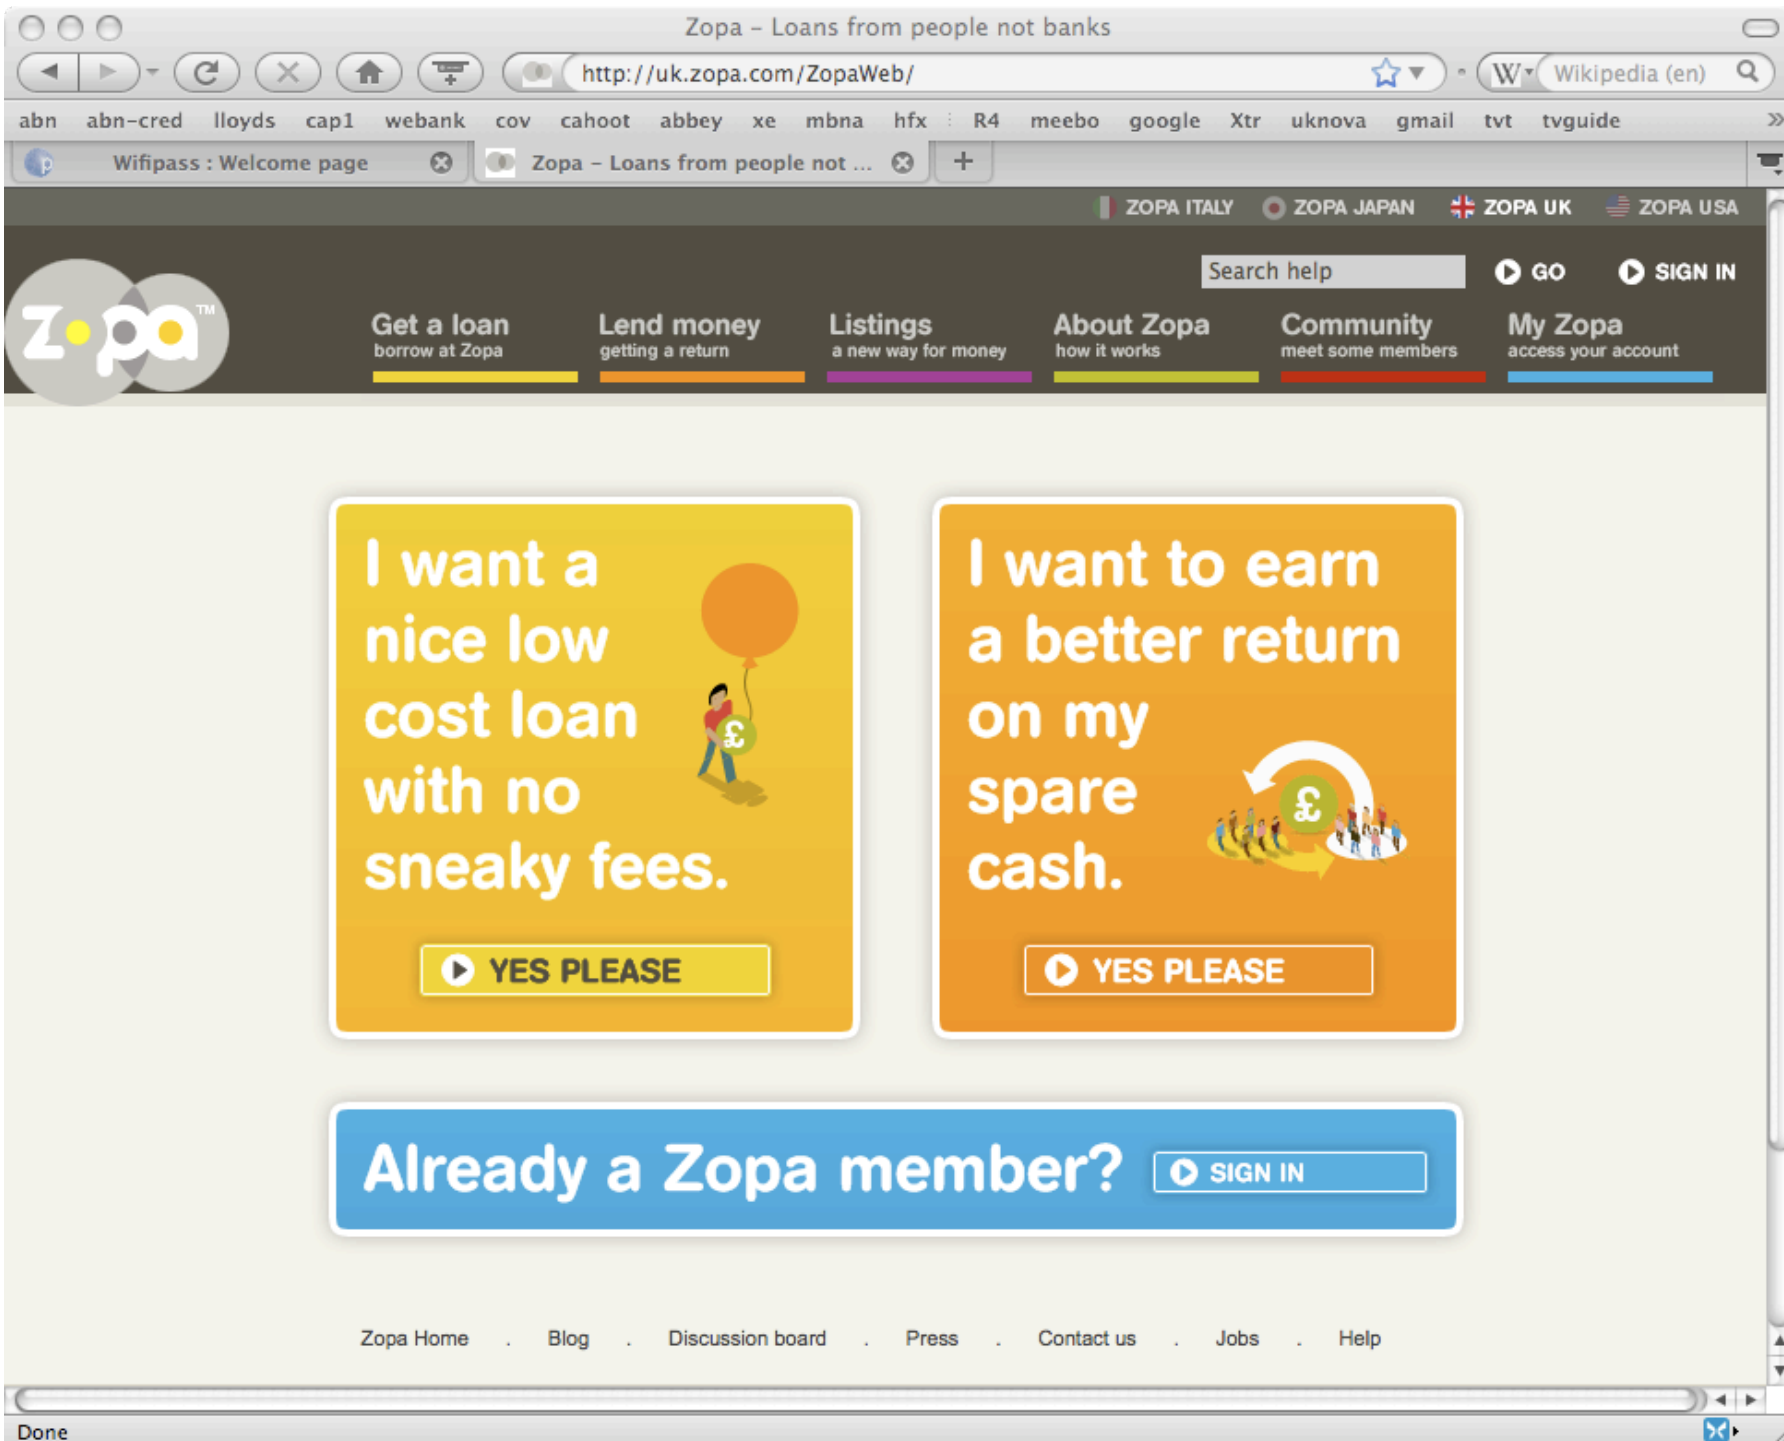 Zopa – Loans from people not banks
http://uk.zopa.com/ZopaWeb/
W
Wikipedia (en)
abn abn-cred lloyds cap1 webank cov cahoot abbey xe mbna hfx R4 meebo google Xtr uknova gmail tvt tvguide »
Wifipass : Welcome page
Zopa – Loans from people not ...
ZOPA ITALY ZOPA JAPAN ZOPA UK ZOPA USA
Search help GO SIGN IN
zopa™
Get a loan Lend money Listings About Zopa Community My Zopa
borrow at Zopa getting a return a new way for money how it works meet some members access your account
I want a
nice low
cost loan
with no
sneaky fees.
£
YES PLEASE
I want to earn
a better return
on my
spare
cash.
£
YES PLEASE
Already a Zopa member? SIGN IN
Zopa Home . Blog . Discussion board . Press . Contact us . Jobs . Help
Done